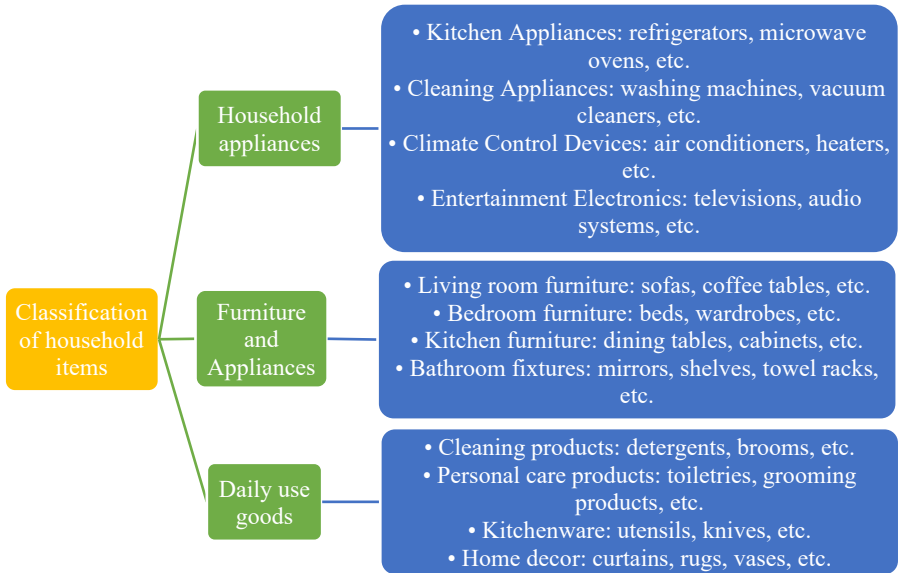 Classification
of household
items
Household
appliances
• Kitchen Appliances: refrigerators, microwave
ovens, etc.
• Cleaning Appliances: washing machines, vacuum
cleaners, etc.
• Climate Control Devices: air conditioners, heaters,
etc.
• Entertainment Electronics: televisions, audio
systems, etc.
Furniture
and
Appliances
• Living room furniture: sofas, coffee tables, etc.
• Bedroom furniture: beds, wardrobes, etc.
• Kitchen furniture: dining tables, cabinets, etc.
• Bathroom fixtures: mirrors, shelves, towel racks,
etc.
Daily use
goods
• Cleaning products: detergents, brooms, etc.
• Personal care products: toiletries, grooming
products, etc.
• Kitchenware: utensils, knives, etc.
• Home decor: curtains, rugs, vases, etc.